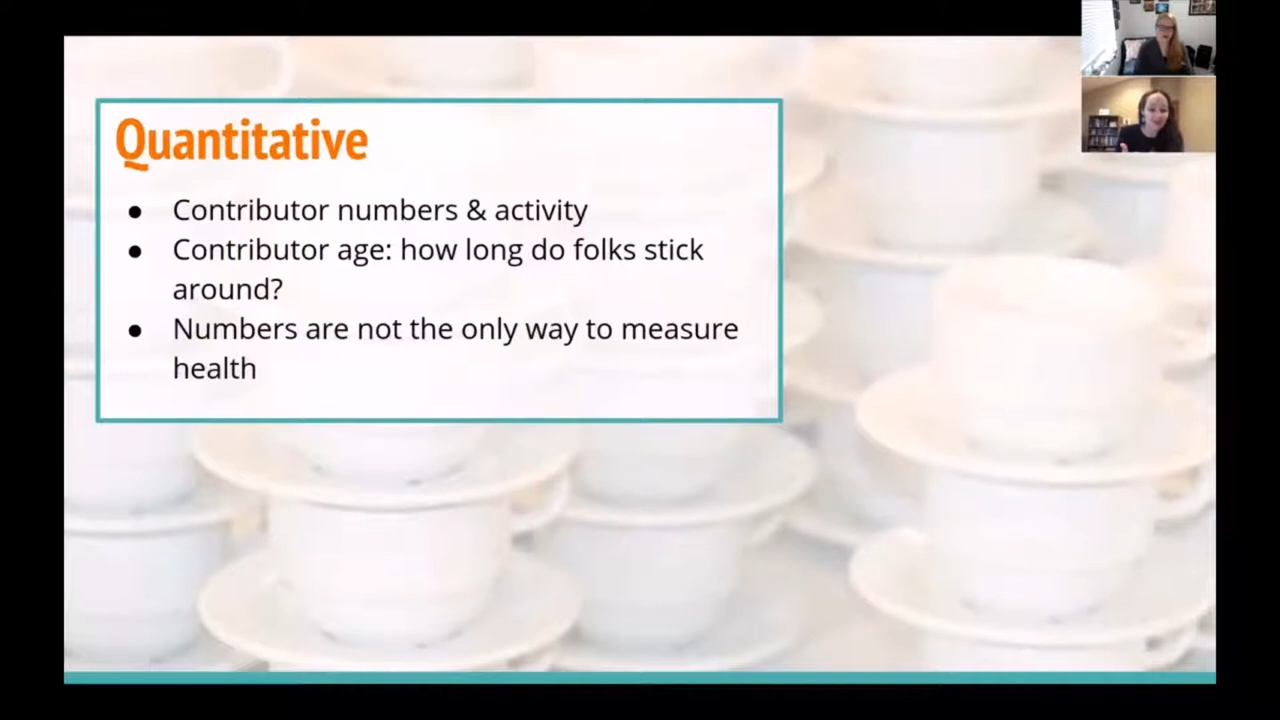 Quantitative
● Contributor numbers & activity
● Contributor age: how long do folks stick
around?
● Numbers are not the only way to measure
health